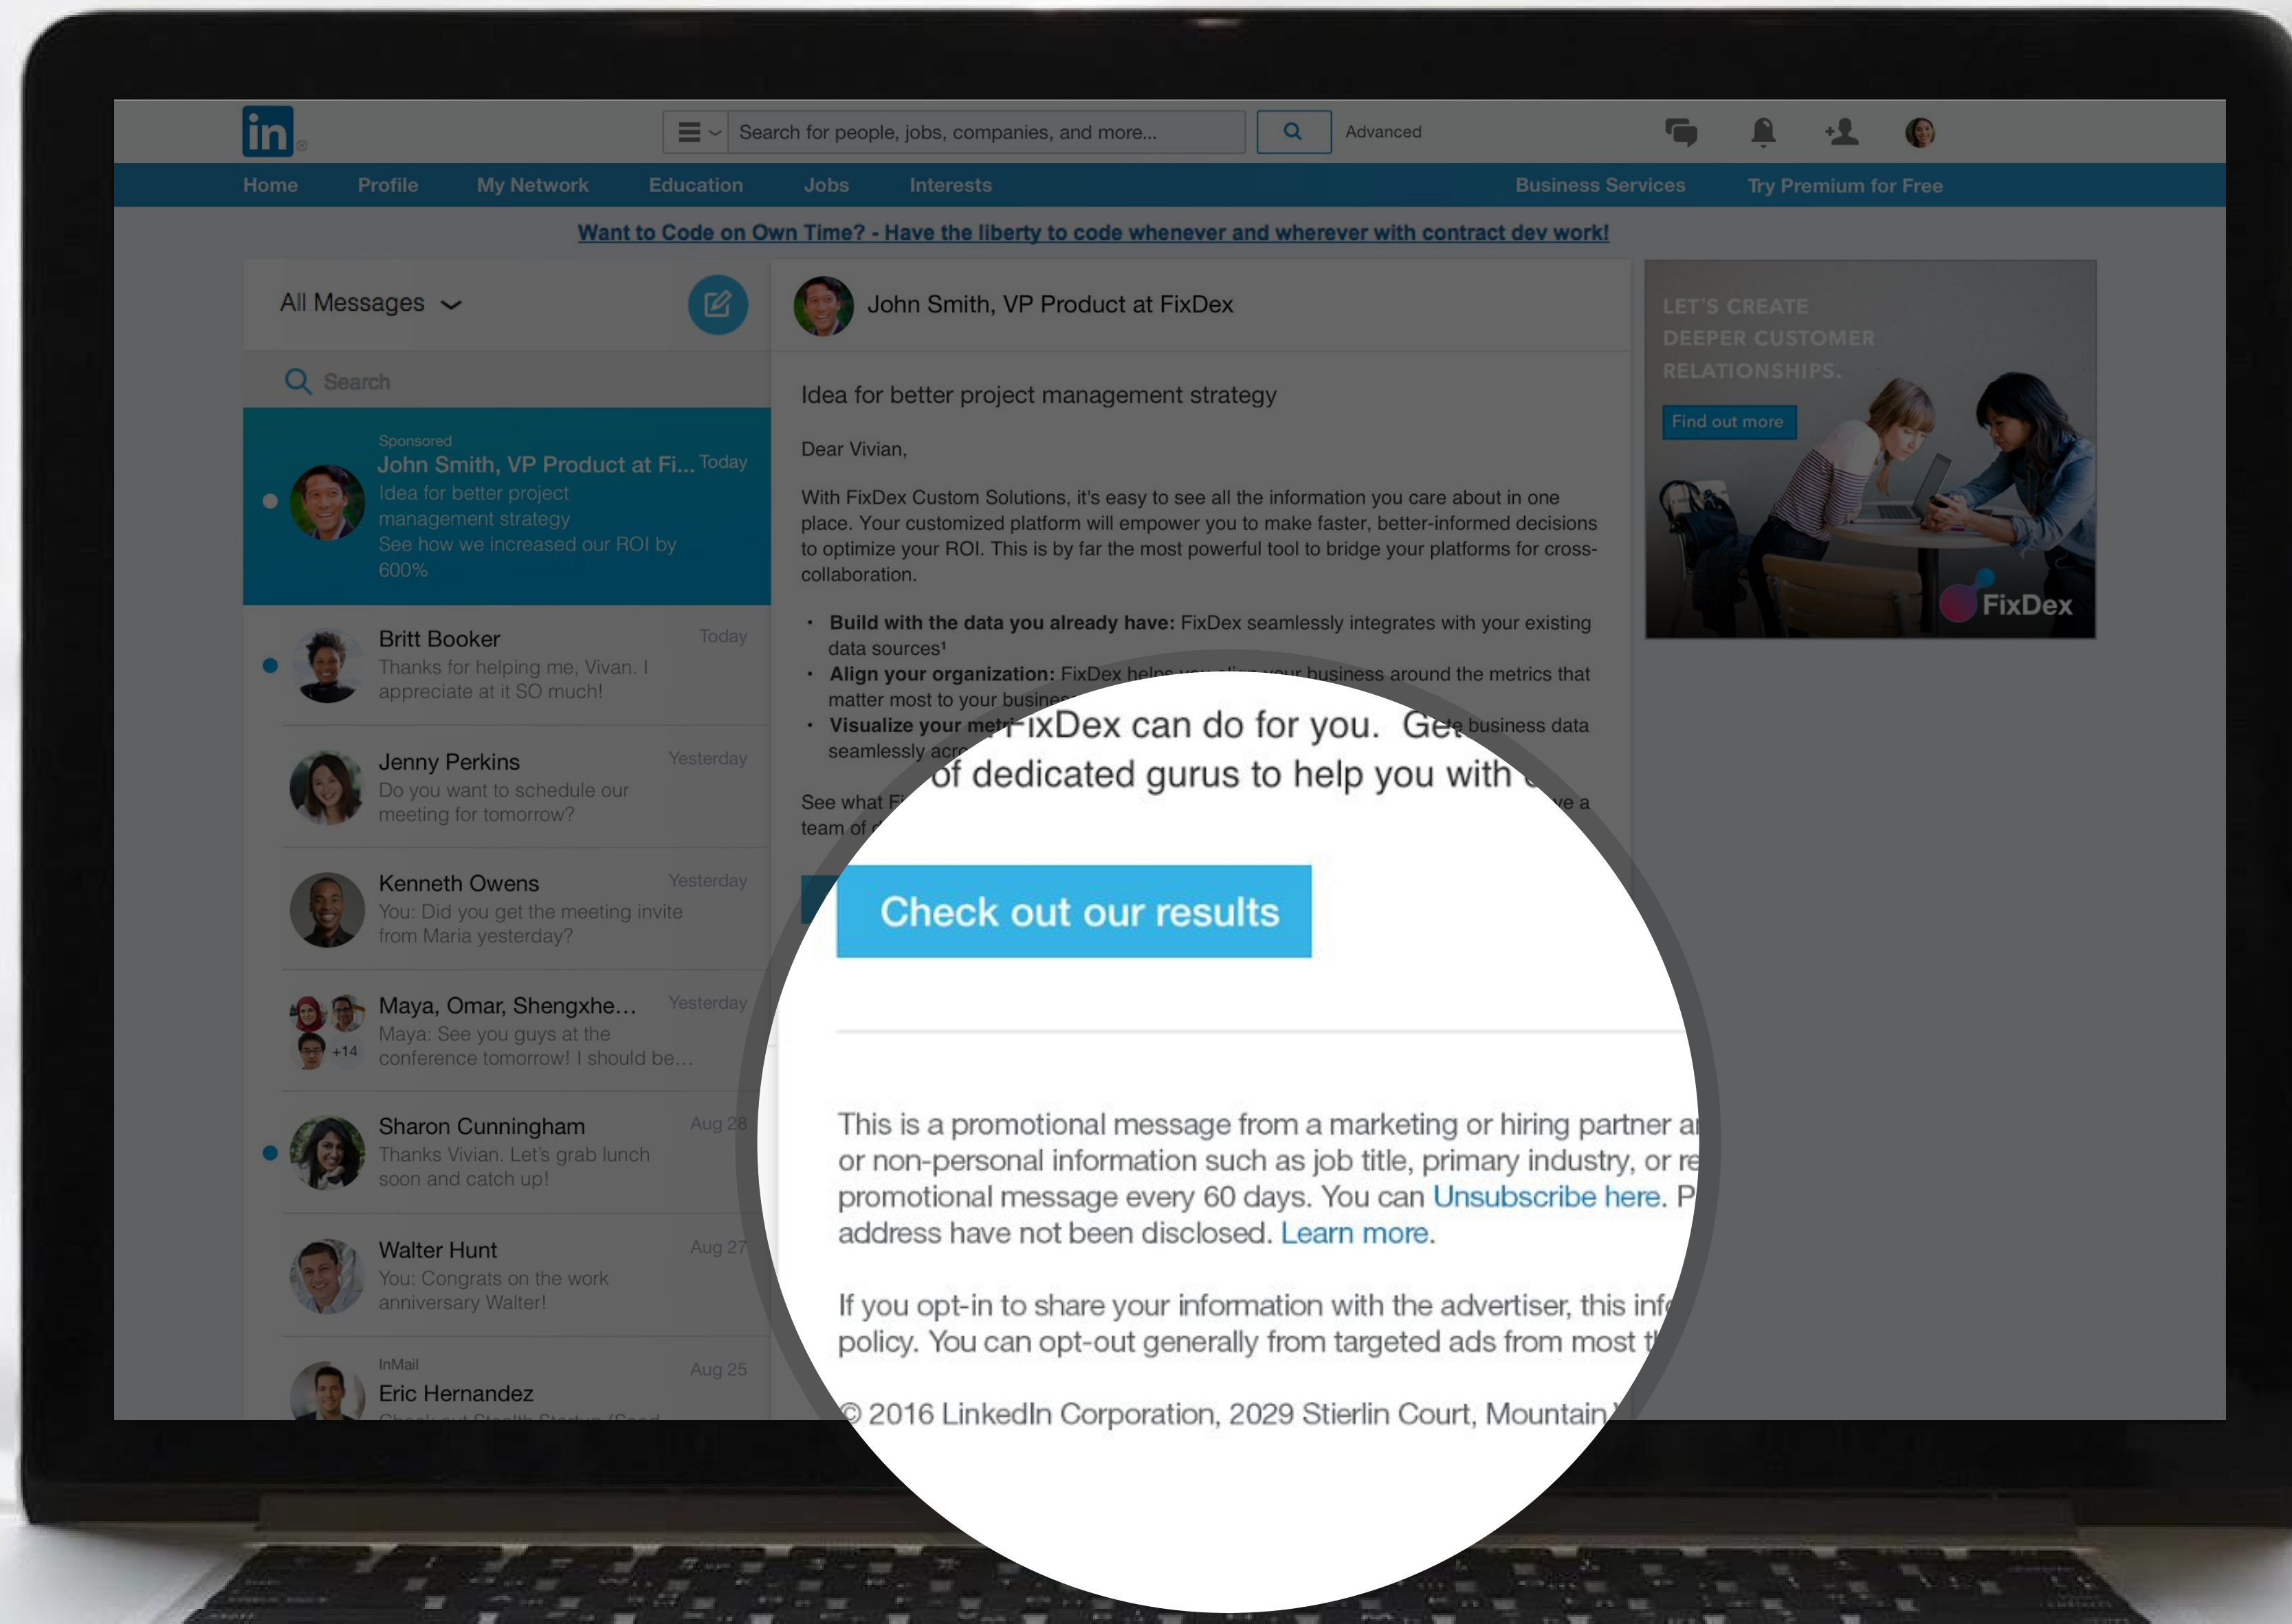 in
Search for people, jobs, companies, and more...
Advanced
Home Profile My Network Education Jobs Interests Business Services Try Premium for Free
Want to Code on Own Time? - Have the liberty to code whenever and wherever with contract dev work!
All Messages
Search
Sponsored
John Smith, VP Product at Fi... Today
Idea for better project
management strategy
See how we increased our ROI by
600%
Britt Booker Today
Thanks for helping me, Vivan. I
appreciate at it SO much!
Jenny Perkins Yesterday
Do you want to schedule our
meeting for tomorrow?
Kenneth Owens Yesterday
You: Did you get the meeting invite
from Maria yesterday?
Maya, Omar, Shengxhe... Yesterday
Maya: See you guys at the
+14
conference tomorrow! I should be...
Sharon Cunningham Aug 28
Thanks Vivian. Let's grab lunch
soon and catch up!
Walter Hunt Aug 27
You: Congrats on the work
anniversary Walter!
InMail
Eric Hernandez Aug 25
John Smith, VP Product at FixDex
Idea for better project management strategy
Dear Vivian,
With FixDex Custom Solutions, it's easy to see all the information you care about in one
place. Your customized platform will empower you to make faster, better-informed decisions
to optimize your ROI. This is by far the most powerful tool to bridge your platforms for cross-
collaboration.
• Build with the data you already have: FixDex seamlessly integrates with your existing
data sources¹
• Align your organization: FixDex helps you align your business around the metrics that
matter most to your
• Visualize your business data
seamlessly
See what
team of
FixDex can do for you.
of dedicated gurus to help you with
Check out our results
This is a promotional message from a marketing or hiring partner
or non-personal information such as job title, primary industry, or
promotional message every 60 days. You can Unsubscribe here.
address have not been disclosed. Learn more.
If you opt-in to share your information with the advertiser, this
policy. You can opt-out generally from targeted ads from most
© 2016 LinkedIn Corporation, 2029 Stierlin Court, Mountain
LET'S CREATE
DEEPER CUSTOMER
RELATIONSHIPS.
Find out more
FixDex